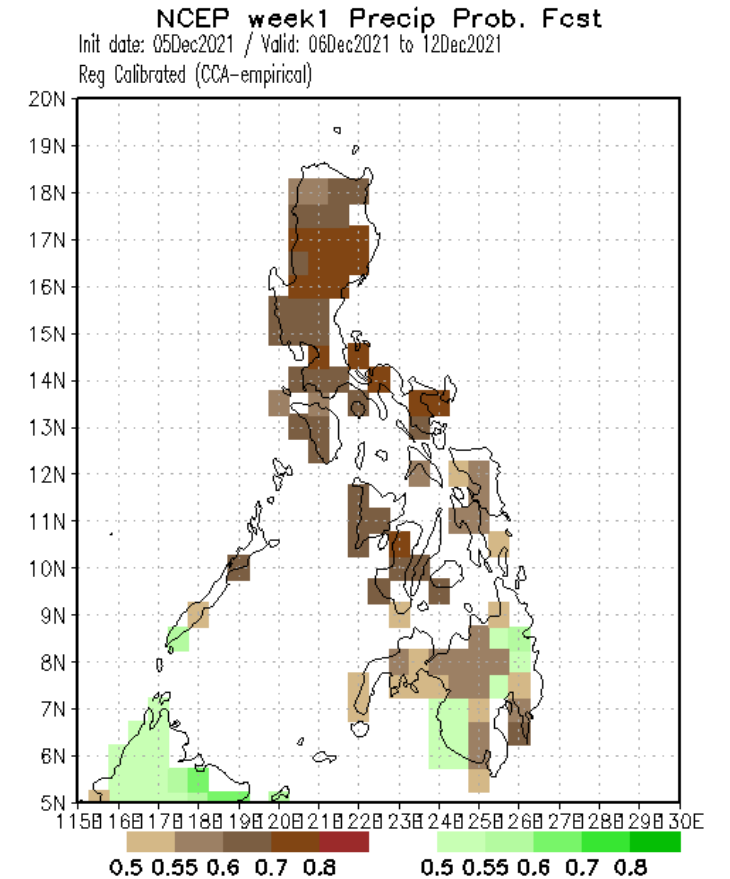 NCEP week1 Precip Prob. Fcst
Init date: 05Dec2021 / Valid: 06Dec2021 to 12Dec2021
Reg Calibrated (CCA-empirical)
20N
19N
18N
17N
16N
15N
14N
13N
12N
11N
10N
9N
8N
7N
6N
5N
115E 116E 117E 118E 119E 120E 121E 122E 123E 124E 125E 126E 127E 128E 129E 130E
0.5 0.55 0.6 0.7 0.8 0.5 0.55 0.6 0.7 0.8